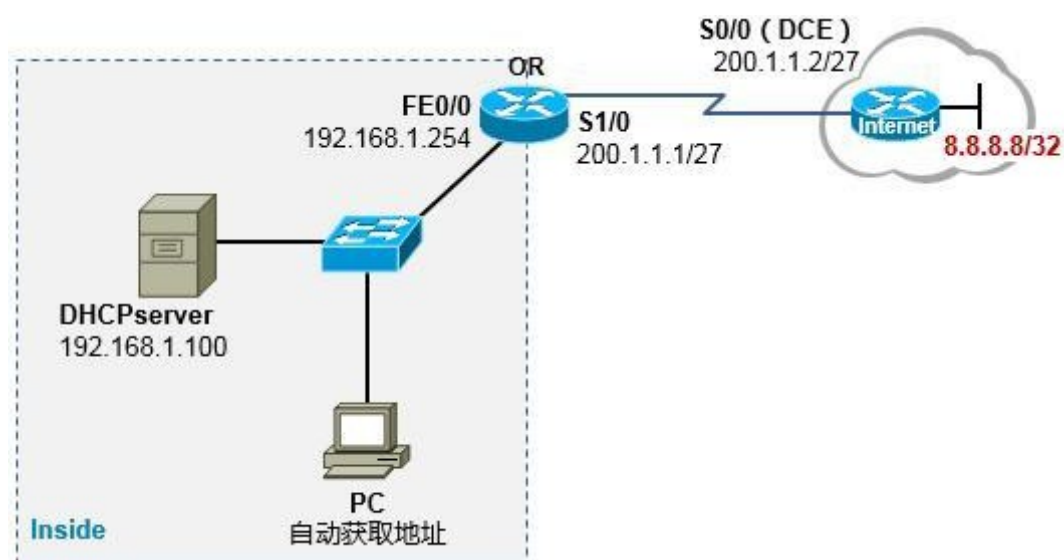 S0/0（DCE）
200.1.1.2/27
OR
FE0/0
192.168.1.254
S1/0
200.1.1.1/27
Internet
8.8.8.8/32
DHCPserver
192.168.1.100
PC
自动获取地址
Inside